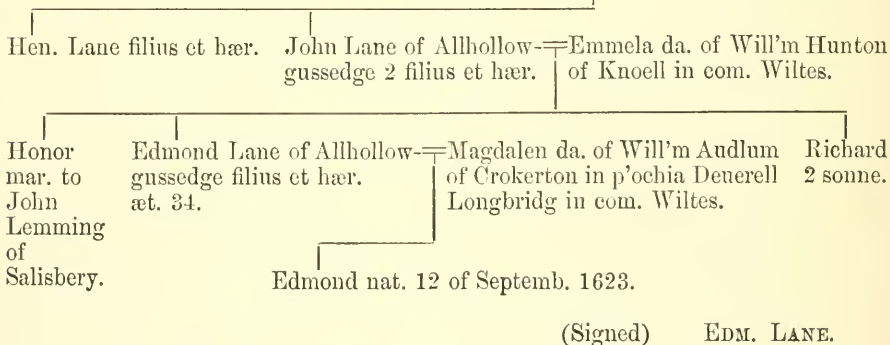 Hen. Lane filius et hær. John Lane of Allhollow-=Emmela da. of Will'm Hunton
gussedge 2 filius et hær. of Knoell in com. Wiltes.
Honor Edmond Lane of Allhollow-=Magdalen da. of Will'm Audlum Richard
mar. to gussedge filius et hær. of Crokerton in p'ochia Deuerell 2 sonne.
John æt. 34. Longbridg in com. Wiltes.
Lemming
of
Salisbery.
Edmond nat. 12 of Septemb. 1623.
(Signed) EDM. LANE.